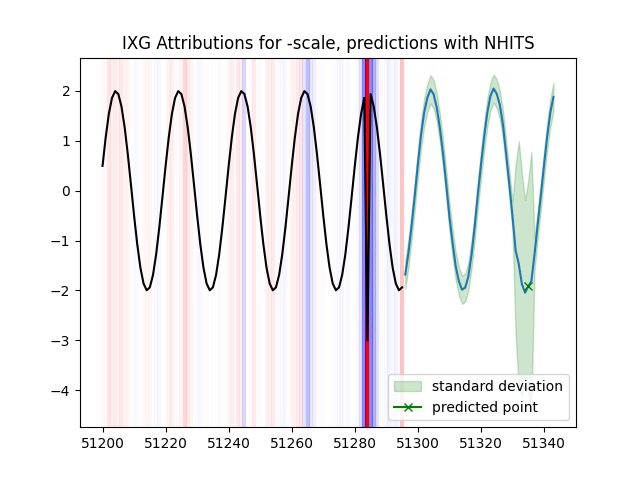 IXG Attributions for -scale, predictions with NHITS
2
1
0
−1
−2
−3
−4
standard deviation
predicted point
51200 51220 51240 51260 51280 51300 51320 51340